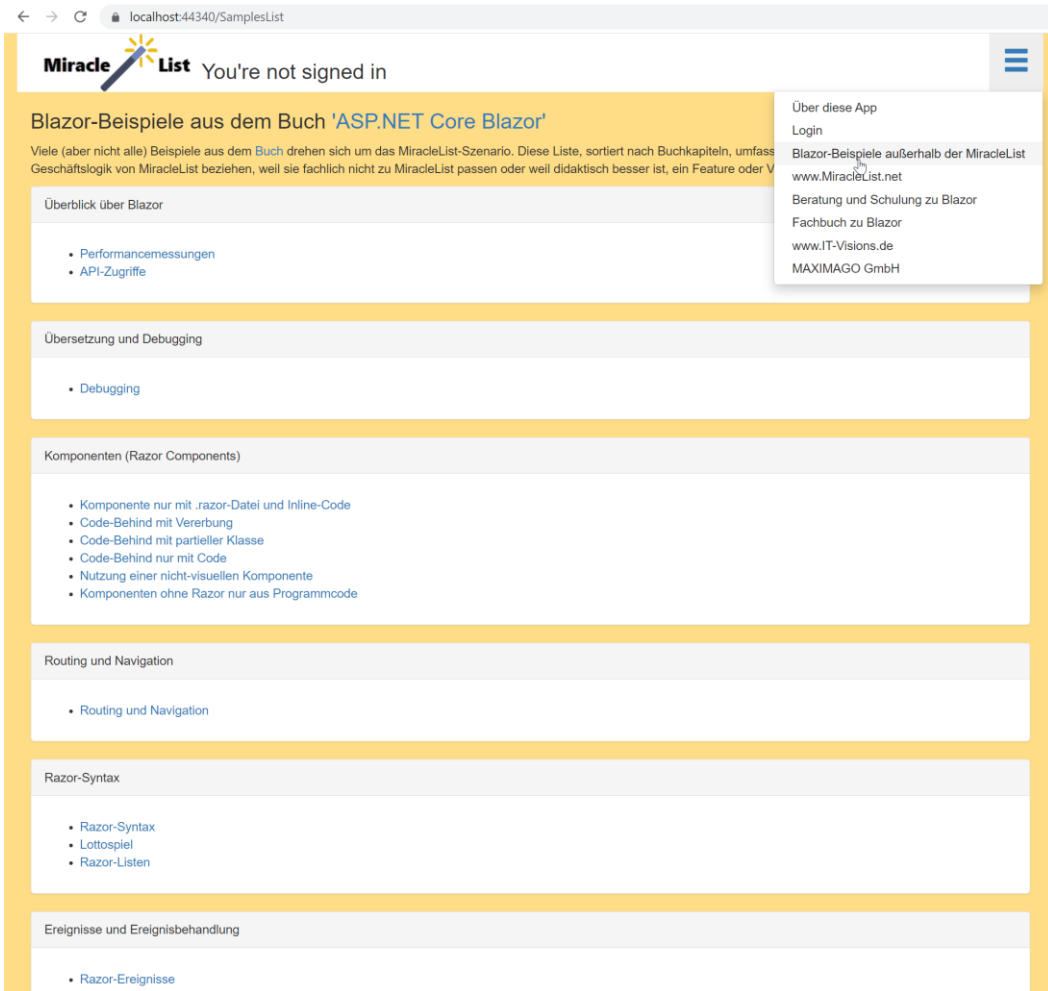 localhost:44340/SamplesList
Miracle List You're not signed in
Über diese App
Login
Blazor-Beispiele außerhalb der MiracleList
www.MiracleList.net
Beratung und Schulung zu Blazor
Fachbuch zu Blazor
www.IT-Visions.de
MAXIMAGO GmbH
Blazor-Beispiele aus dem Buch 'ASP.NET Core Blazor'
Viele (aber nicht alle) Beispiele aus dem Buch drehen sich um das MiracleList-Szenario. Diese Liste, sortiert nach Buchkapiteln, umfass
Geschäftslogik von MiracleList beziehen, weil sie fachlich nicht zu MiracleList passen oder weil didaktisch besser ist, ein Feature oder V
Überblick über Blazor
• Performancemessungen
• API-Zugriffe
Übersetzung und Debugging
• Debugging
Komponenten (Razor Components)
• Komponente nur mit .razor-Datei und Inline-Code
• Code-Behind mit Vererbung
• Code-Behind mit partieller Klasse
• Code-Behind nur mit Code
• Nutzung einer nicht-visuellen Komponente
• Komponenten ohne Razor nur aus Programmcode
Routing und Navigation
• Routing und Navigation
Razor-Syntax
• Razor-Syntax
• Lottospiel
• Razor-Listen
Ereignisse und Ereignisbehandlung
• Razor-Ereignisse